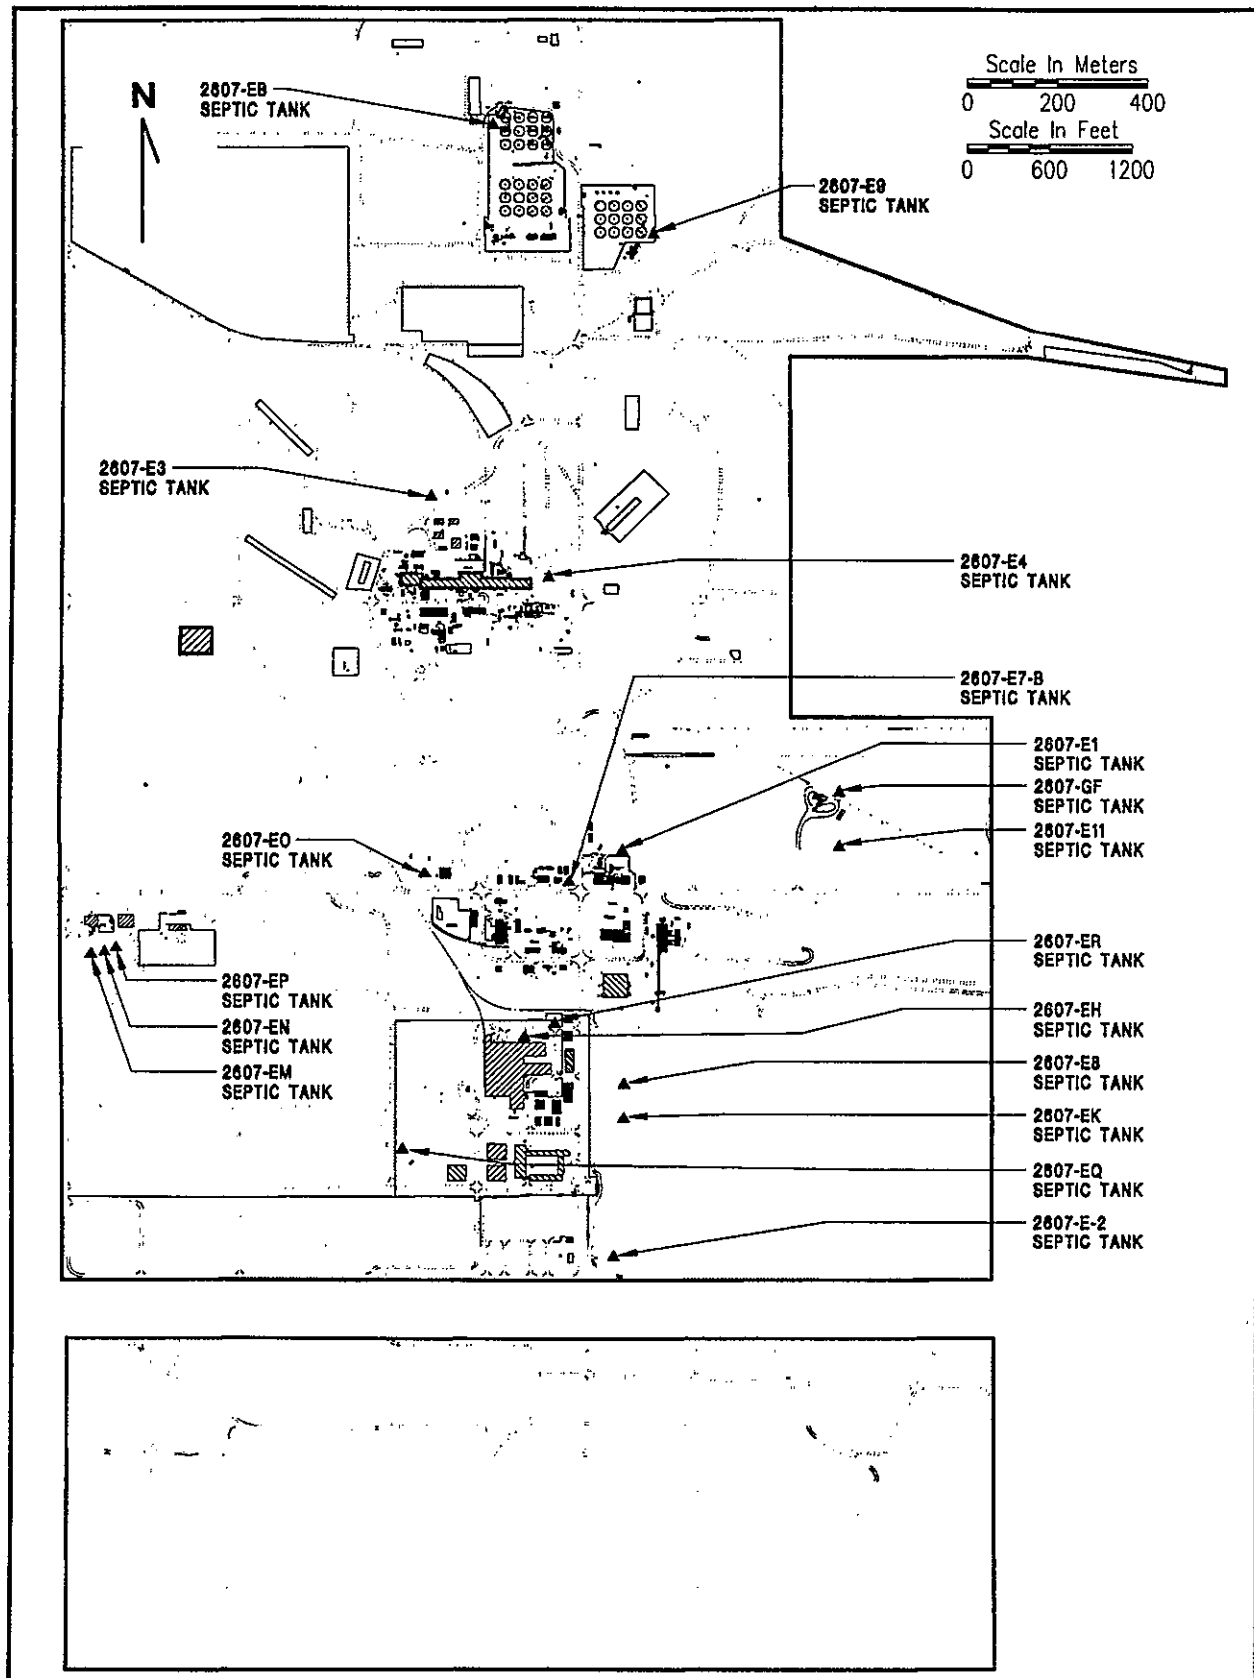 Scale In Meters
0 200 400
Scale In Feet
0 600 1200
N
2607-EB
SEPTIC TANK
2607-E9
SEPTIC TANK
2607-E3
SEPTIC TANK
2607-E4
SEPTIC TANK
2607-E7-B
SEPTIC TANK
2607-E1
SEPTIC TANK
2607-GF
SEPTIC TANK
2607-E11
SEPTIC TANK
2607-EO
SEPTIC TANK
2607-ER
SEPTIC TANK
2607-EP
SEPTIC TANK
2607-EN
SEPTIC TANK
2607-EM
SEPTIC TANK
2607-EH
SEPTIC TANK
2607-E8
SEPTIC TANK
2607-EK
SEPTIC TANK
2607-EQ
SEPTIC TANK
2607-E-2
SEPTIC TANK